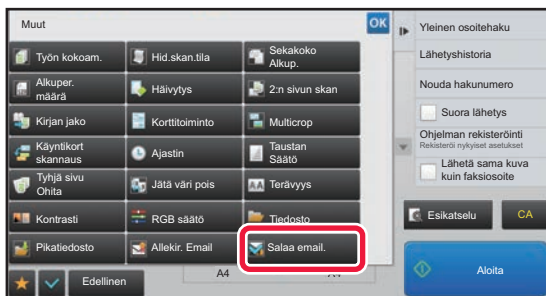 Muut
OK
Työn kokoam.
Hid.skan.tila
Sekakoko
Alkup.
Alkuper.
määrä
Häivytys
2:n sivun skan
Kirjan jako
Korttitoiminto
Multicrop
Käyntikort
skannaus
Ajastin
Taustan
Säätö
Tyhjä sivu
Ohita
Jätä väri pois
AA Terävyys
Kontrasti
RGB säätö
Tiedosto
Pikatiedosto
Allekir. Email
Salaa email.
Edellinen
A4
Yleinen osoitehaku
Lähetyshistoria
Nouda hakunumero
Suora lähetys
Ohjelman rekisteröinti
Rekisteröi nykyiset asetukset
Lähetä sama kuva
kuin faksiosoite
Esikatselu
CA
Aloita